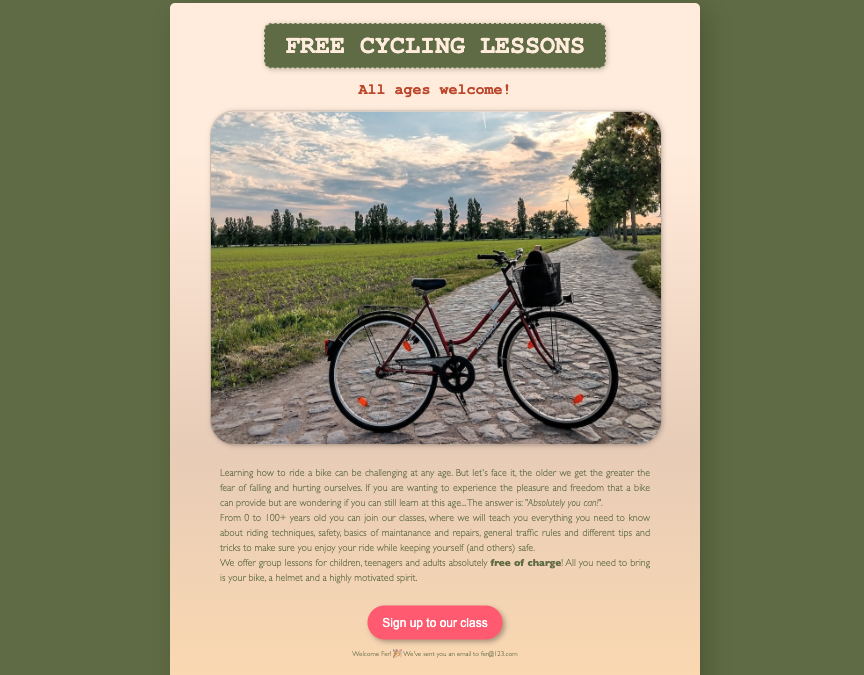 FREE CYCLING LESSONS
All ages welcome!
Learning how to ride a bike can be challenging at any age. But let's face it, the older we get the greater the
fear of falling and hurting ourselves. If you are wanting to experience the pleasure and freedom that a bike
can provide but are wondering if you can still learn at this age... The answer is: "Absolutely you can!".
From 0 to 100+ years old you can join our classes, where we will teach you everything you need to know
about riding techniques, safety, basics of maintanance and repairs, general traffic rules and different tips and
tricks to make sure you enjoy your ride while keeping yourself (and others) safe.
We offer group lessons for children, teenagers and adults absolutely free of charge! All you need to bring
is your bike, a helmet and a highly motivated spirit.
Sign up to our class
Welcome Fer! 🎉 We've sent you an email to fer@123.com